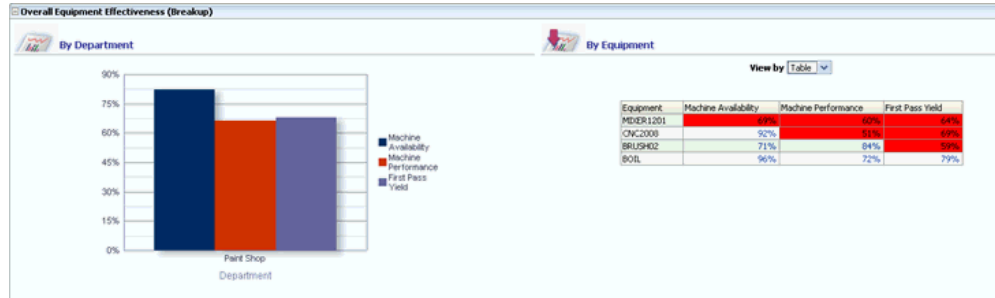 Overall Equipment Effectiveness (Breakup)
By Department
90%
75%
60%
45%
30%
15%
0%
Paint Shop
Department
Machine
Availability
Machine
Performance
First Pass
Yield
By Equipment
View by Table
Equipment Machine Availability Machine Performance First Pass Yield
MIXER1201 69% 60% 64%
CNC2008 92% 51% 69%
BRUSH02 71% 84% 59%
BOIL 96% 72% 79%